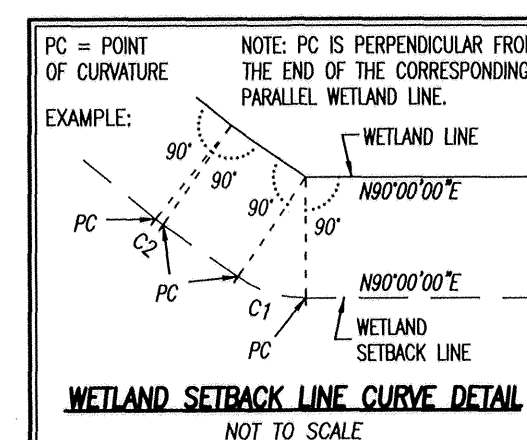 PC = POINT
OF CURVATURE
NOTE: PC IS PERPENDICULAR FROM
THE END OF THE CORRESPONDING
PARALLEL WETLAND LINE.
EXAMPLE:
WETLAND LINE
90°
90°
N90°00'00"E
90°
90°
PC
C2
N90°00'00"E
PC
C1
WETLAND
SETBACK LINE
PC
WETLAND SETBACK LINE CURVE DETAIL
NOT TO SCALE